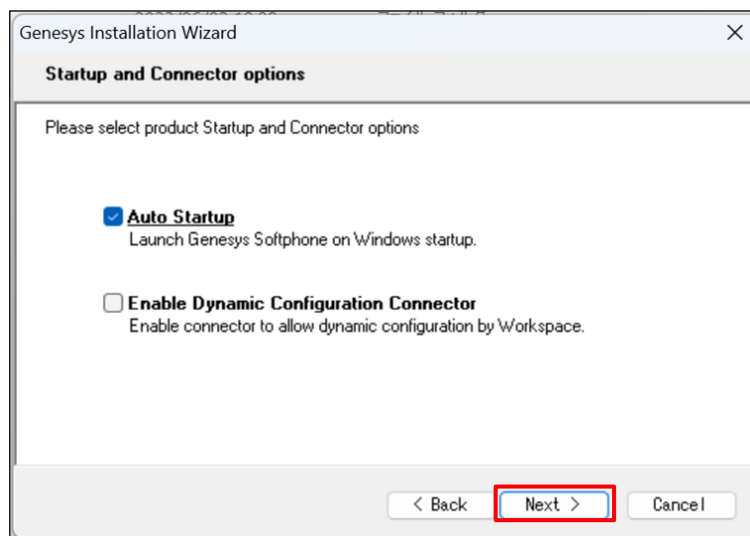 Genesys Installation Wizard
Startup and Connector options
Please select product Startup and Connector options
Auto Startup
Launch Genesys Softphone on Windows startup.
Enable Dynamic Configuration Connector
Enable connector to allow dynamic configuration by Workspace.
< Back
Next >
Cancel